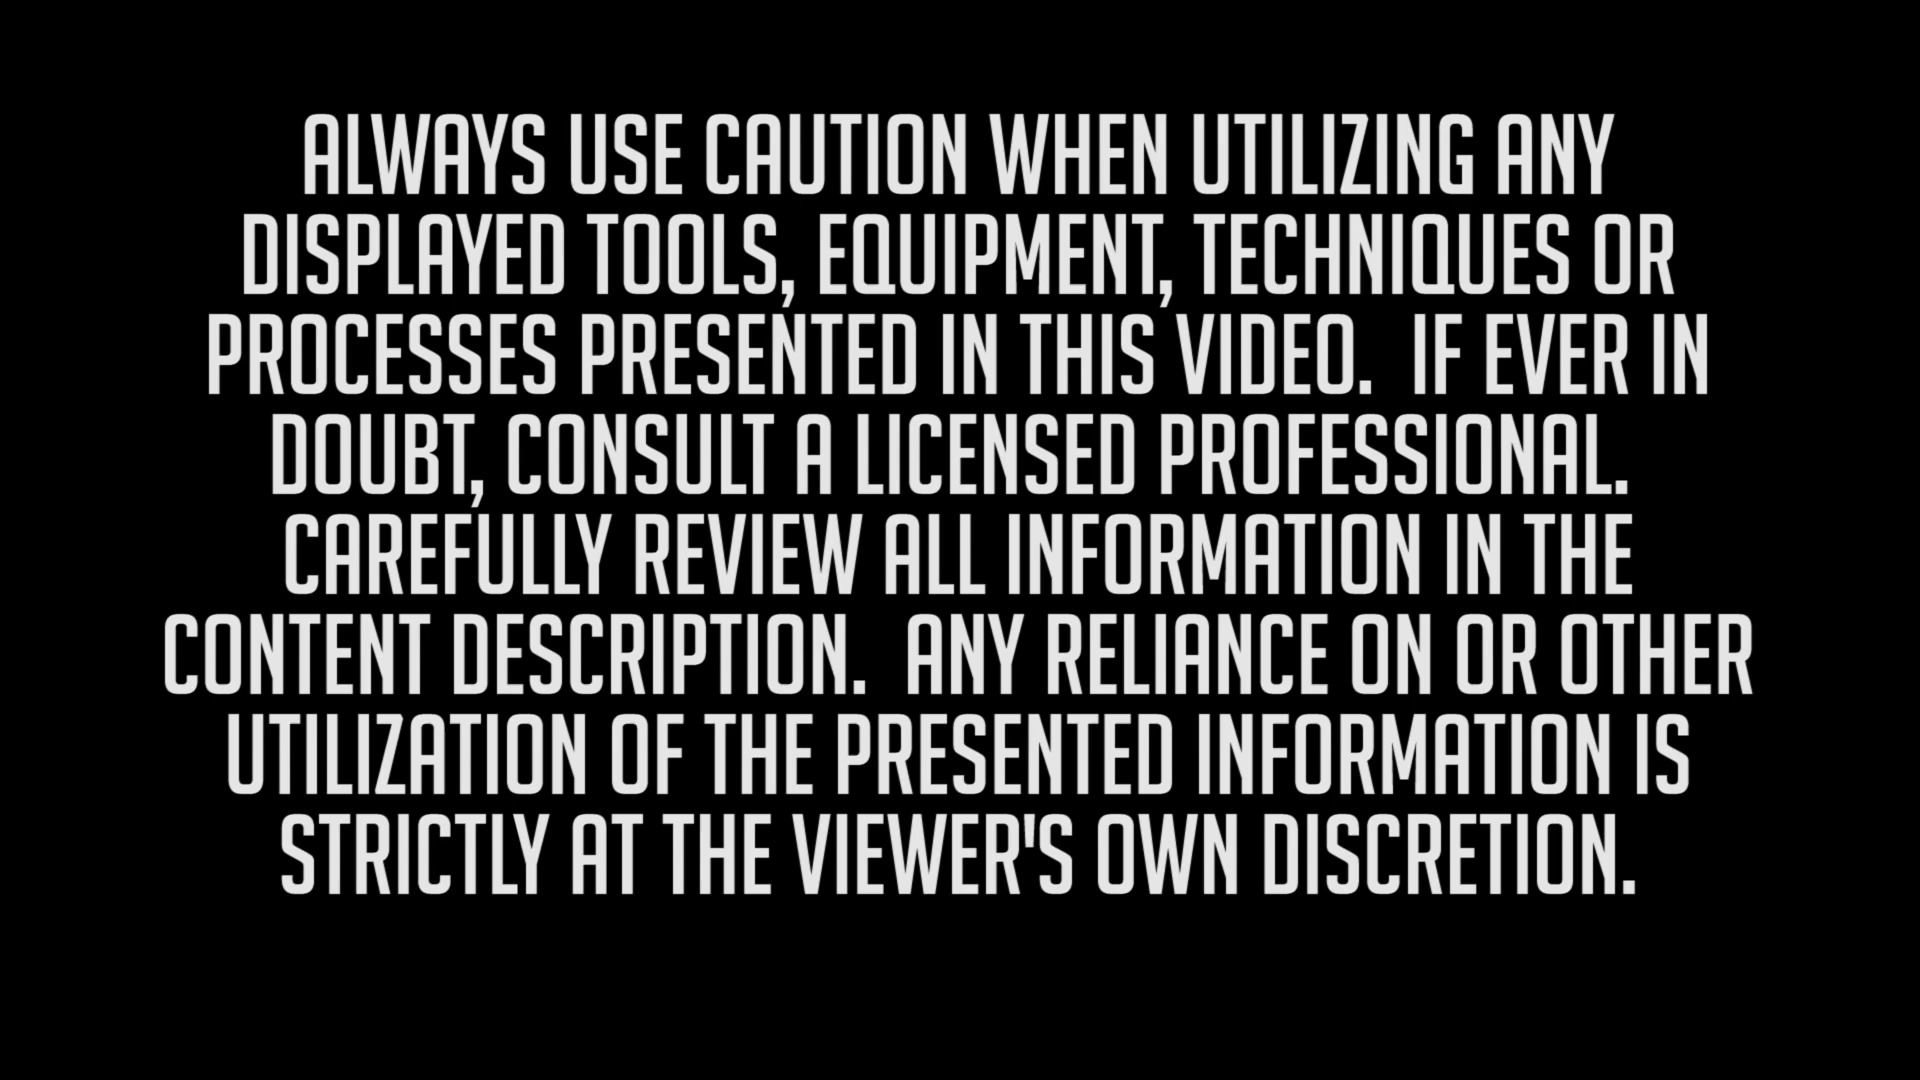 ALWAYS USE CAUTION WHEN UTILIZING ANY
DISPLAYED TOOLS, EQUIPMENT, TECHNIQUES OR
PROCESSES PRESENTED IN THIS VIDEO.  IF EVER IN
DOUBT, CONSULT A LICENSED PROFESSIONAL.
CAREFULLY REVIEW ALL INFORMATION IN THE
CONTENT DESCRIPTION.  ANY RELIANCE ON OR OTHER
UTILIZATION OF THE PRESENTED INFORMATION IS
STRICTLY AT THE VIEWER'S OWN DISCRETION.